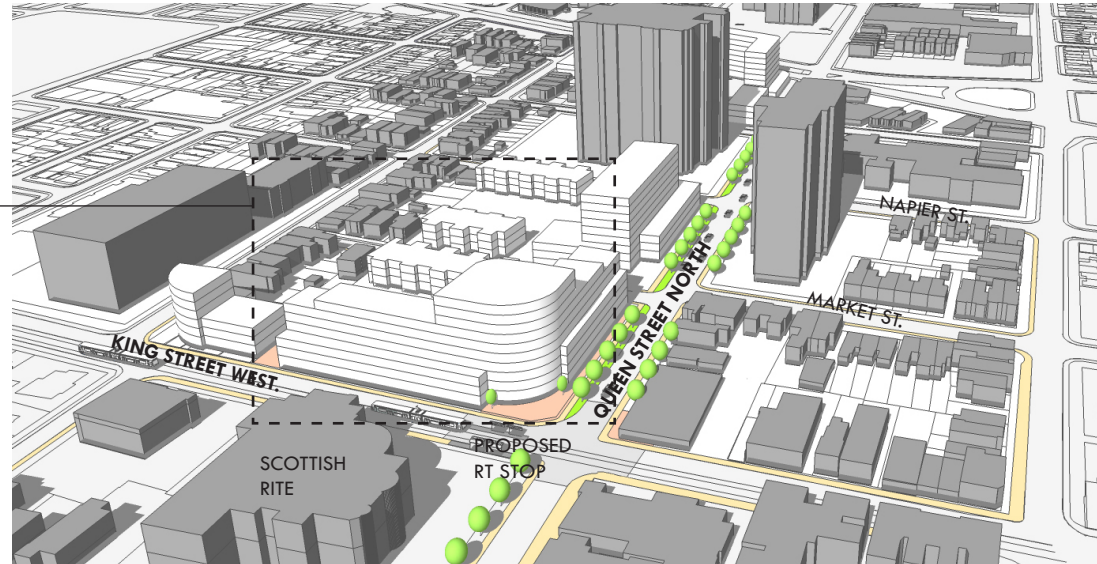 NAPIER ST.
MARKET ST.
QUEEN STREET NORTH
KING STREET WEST.
PROPOSED
RT STOP
SCOTTISH
RITE